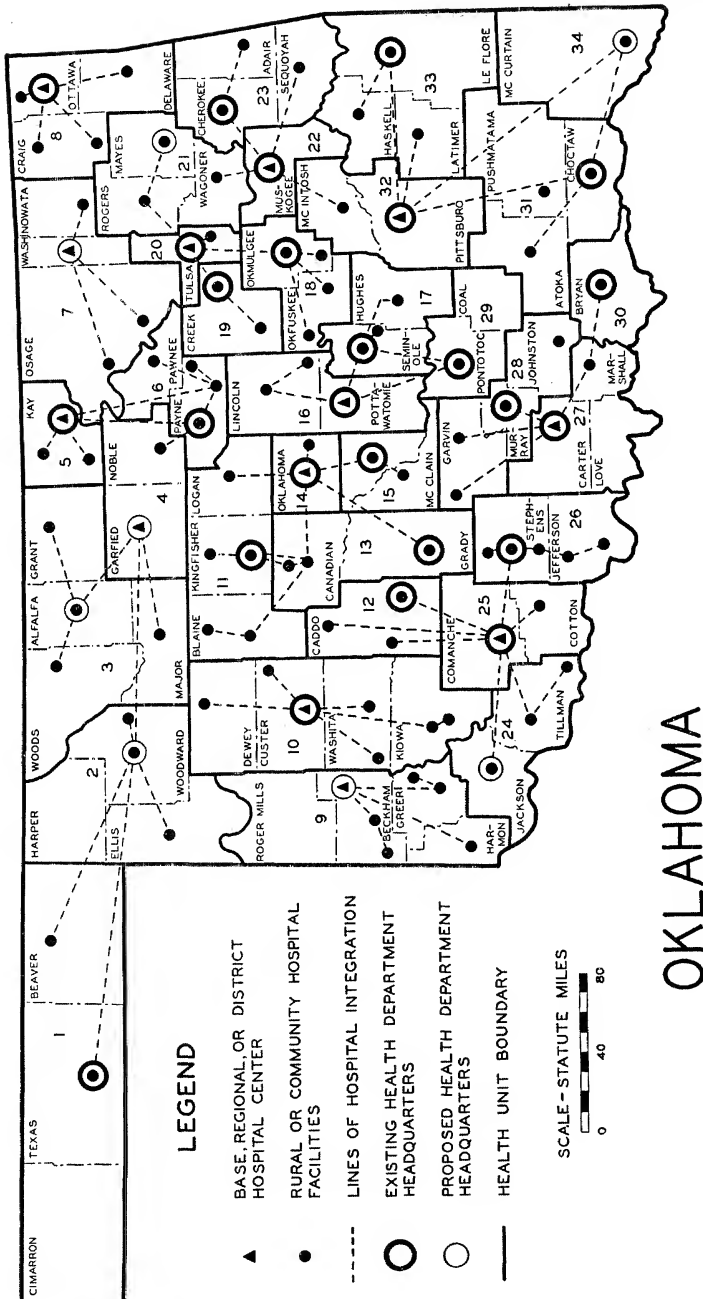 CIMARRON
TEXAS
BEAVER
1
HARPER
WOODS
ELLIS
2
WOODWARD
ALFALFA
GRANT
3
MAJOR
GARFIED
NOBLE
4
KAY
5
OSAGE
6
PAWNEE
PAYNE
WASHINOWATA
7
CRAIG
OTTAWA
8
DELAWARE
ROGERS
MAYES
ROGER MILLS
9
BECKHAM
GREER
HAR-
MON
JACKSON
DEWEY
CUSTER
10
WASHITA
KIOWA
BLAINE
KINGFISHER
LOGAN
11
CADDO
12
CANADIAN
13
GRADY
OKLAHOMA
14
15
MC CLAIN
LINCOLN
16
POTTA-
WATOMIE
SEMIN-
OLE
HUGHES
17
OKFUSKEE
18
OKMULGEE
CREEK
19
TULSA
20
21
WAGONER
MUS-
KOGEE
22
MC INTOSH
CHEROKEE
23
ADAIR
SEQUOYAH
24
TILLMAN
COMANCHE
25
COTTON
STEPH-
ENS
JEFFERSON
26
GARVIN
MUR-
RAY
27
CARTER
LOVE
28
JOHNSTON
MAR-
SHALL
PONTOTOC
29
COAL
ATOKA
BRYAN
30
31
PUSHMATAMA
CHOCTAW
32
PITTSBURO
HASKELL
33
LATIMER
LE FLORE
MC CURTAIN
34
LEGEND
BASE, REGIONAL, OR DISTRICT
HOSPITAL CENTER
RURAL OR COMMUNITY HOSPITAL
FACILITIES
LINES OF HOSPITAL INTEGRATION
EXISTING HEALTH DEPARTMENT
HEADQUARTERS
PROPOSED HEALTH DEPARTMENT
HEADQUARTERS
HEALTH UNIT BOUNDARY
SCALE-STATUTE MILES
0 40 80
OKLAHOMA